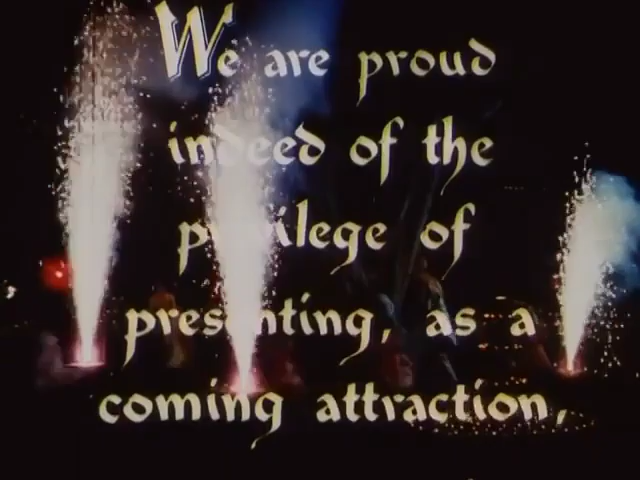 We are proud
indeed of the
privilege of
presenting, as a
coming attraction,